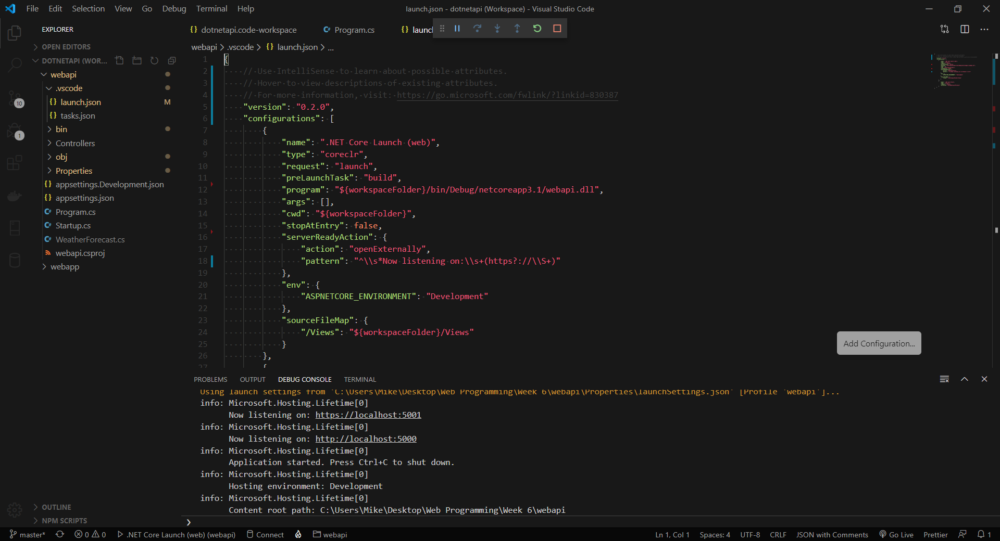 File Edit Selection View Go Debug Terminal Help
launch.json - dotnetapi (Workspace) - Visual Studio Code
EXPLORER
OPEN EDITORS
DOTNETAPI (WOR...
webapi
.vscode
{} launch.json M
{} tasks.json
bin
Controllers
obj
Properties
{} appsettings.Development.json
{} appsettings.json
C# Program.cs
C# Startup.cs
C# WeatherForecast.cs
webapi.csproj
webapp
OUTLINE
NPM SCRIPTS
10
1
{} dotnetapi.code-workspace
C# Program.cs
{} launch
webapi > .vscode > {} launch.json > ...
1 {
2 // Use IntelliSense to learn about possible attributes.
3 // Hover to view descriptions of existing attributes.
4 // For more information, visit: https://go.microsoft.com/fwlink/?linkid=830387
5 "version": "0.2.0",
6 "configurations": [
7 {
8 "name": ".NET Core Launch (web)",
9 "type": "coreclr",
10 "request": "launch",
11 "preLaunchTask": "build",
12 "program": "${workspaceFolder}/bin/Debug/netcoreapp3.1/webapi.dll",
13 "args": [],
14 "cwd": "${workspaceFolder}",
15 "stopAtEntry": false,
16 "serverReadyAction": {
17 "action": "openExternally",
18 "pattern": "^\\s*Now listening on:\\s+(https?://\\S+)"
19 },
20 "env": {
21 "ASPNETCORE_ENVIRONMENT": "Development"
22 },
23 "sourceFileMap": {
24 "/Views": "${workspaceFolder}/Views"
25 }
26 },
27 {
Add Configuration...
PROBLEMS OUTPUT DEBUG CONSOLE TERMINAL
Using launch settings from 'C:\Users\Mike\Desktop\Web Programming\Week 6\webapi\Properties\launchSettings.json' [Profile 'webapi']...
info: Microsoft.Hosting.Lifetime[0]
Now listening on: https://localhost:5001
info: Microsoft.Hosting.Lifetime[0]
Now listening on: http://localhost:5000
info: Microsoft.Hosting.Lifetime[0]
Application started. Press Ctrl+C to shut down.
info: Microsoft.Hosting.Lifetime[0]
Hosting environment: Development
info: Microsoft.Hosting.Lifetime[0]
Content root path: C:\Users\Mike\Desktop\Web Programming\Week 6\webapi
master* 0 0 .NET Core Launch (web) (webapi) Connect webapi Ln 1, Col 1 Spaces: 4 UTF-8 CRLF JSON with Comments Go Live Prettier 1